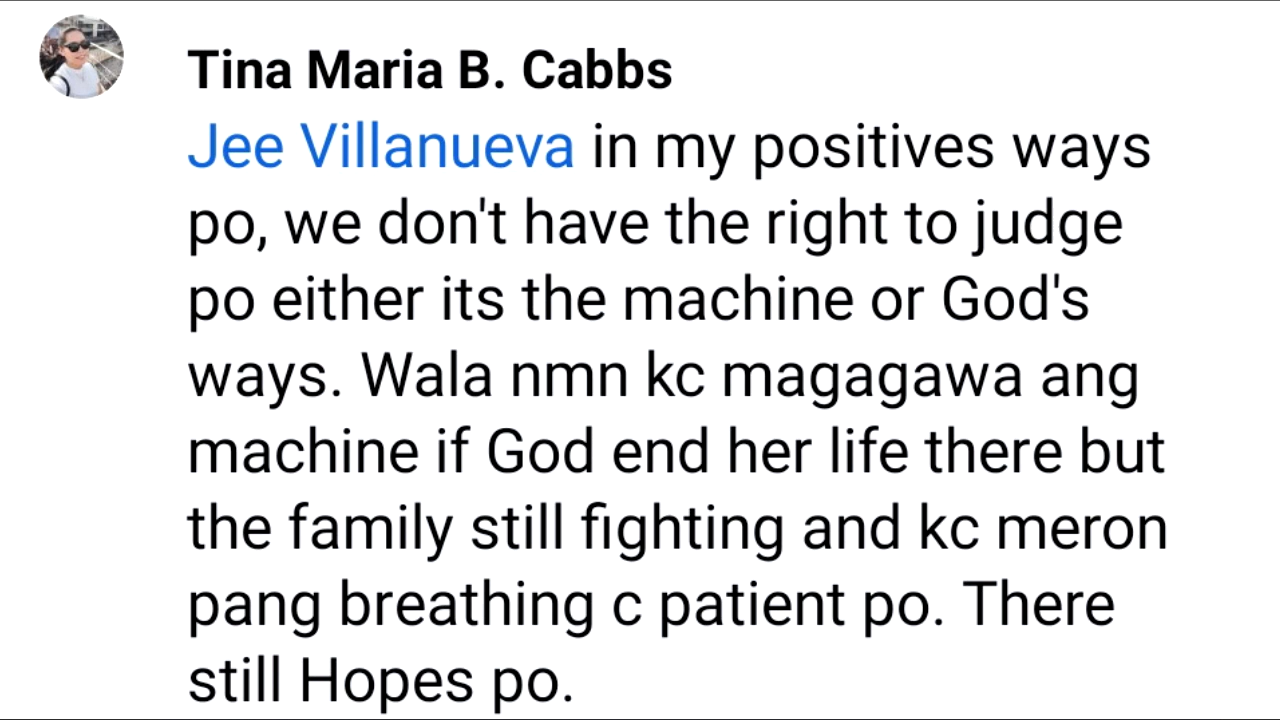 Tina Maria B. Cabbs
Jee Villanueva in my positives ways
po, we don't have the right to judge
po either its the machine or God's
ways. Wala nmn kc magagawa ang
machine if God end her life there but
the family still fighting and kc meron
pang breathing c patient po. There
still Hopes po.